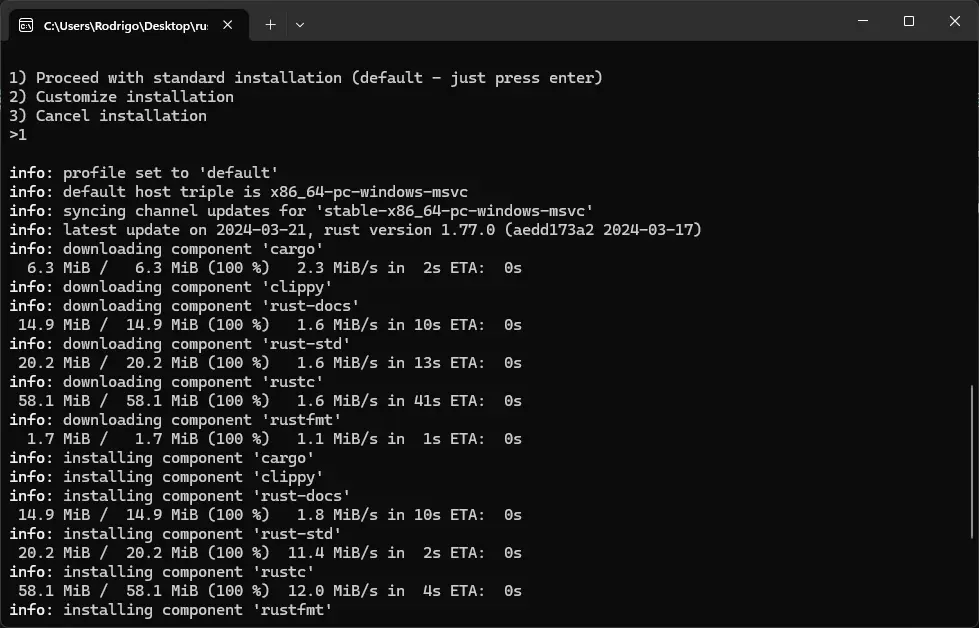 C:\Users\Rodrigo\Desktop\ru
1) Proceed with standard installation (default - just press enter)
2) Customize installation
3) Cancel installation
>1
info: profile set to 'default'
info: default host triple is x86_64-pc-windows-msvc
info: syncing channel updates for 'stable-x86_64-pc-windows-msvc'
info: latest update on 2024-03-21, rust version 1.77.0 (aedd173a2 2024-03-17)
info: downloading component 'cargo'
  6.3 MiB /   6.3 MiB (100 %)   2.3 MiB/s in  2s ETA:  0s
info: downloading component 'clippy'
info: downloading component 'rust-docs'
 14.9 MiB /  14.9 MiB (100 %)   1.6 MiB/s in 10s ETA:  0s
info: downloading component 'rust-std'
 20.2 MiB /  20.2 MiB (100 %)   1.6 MiB/s in 13s ETA:  0s
info: downloading component 'rustc'
 58.1 MiB /  58.1 MiB (100 %)   1.6 MiB/s in 41s ETA:  0s
info: downloading component 'rustfmt'
  1.7 MiB /   1.7 MiB (100 %)   1.1 MiB/s in  1s ETA:  0s
info: installing component 'cargo'
info: installing component 'clippy'
info: installing component 'rust-docs'
 14.9 MiB /  14.9 MiB (100 %)   1.8 MiB/s in 10s ETA:  0s
info: installing component 'rust-std'
 20.2 MiB /  20.2 MiB (100 %)  11.4 MiB/s in  2s ETA:  0s
info: installing component 'rustc'
 58.1 MiB /  58.1 MiB (100 %)  12.0 MiB/s in  4s ETA:  0s
info: installing component 'rustfmt'